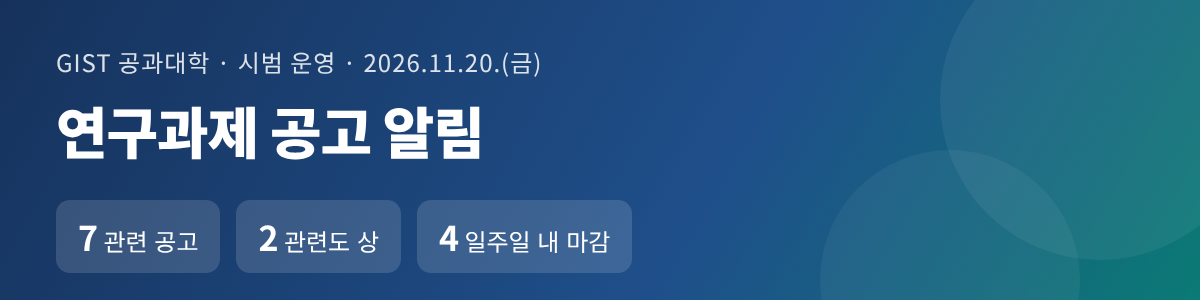 GIST 공과대학 · 시범 운영 · 2026.11.20.(금)
연구과제 공고 알림
7 관련 공고 2 관련도 상 4 일주일 내 마감